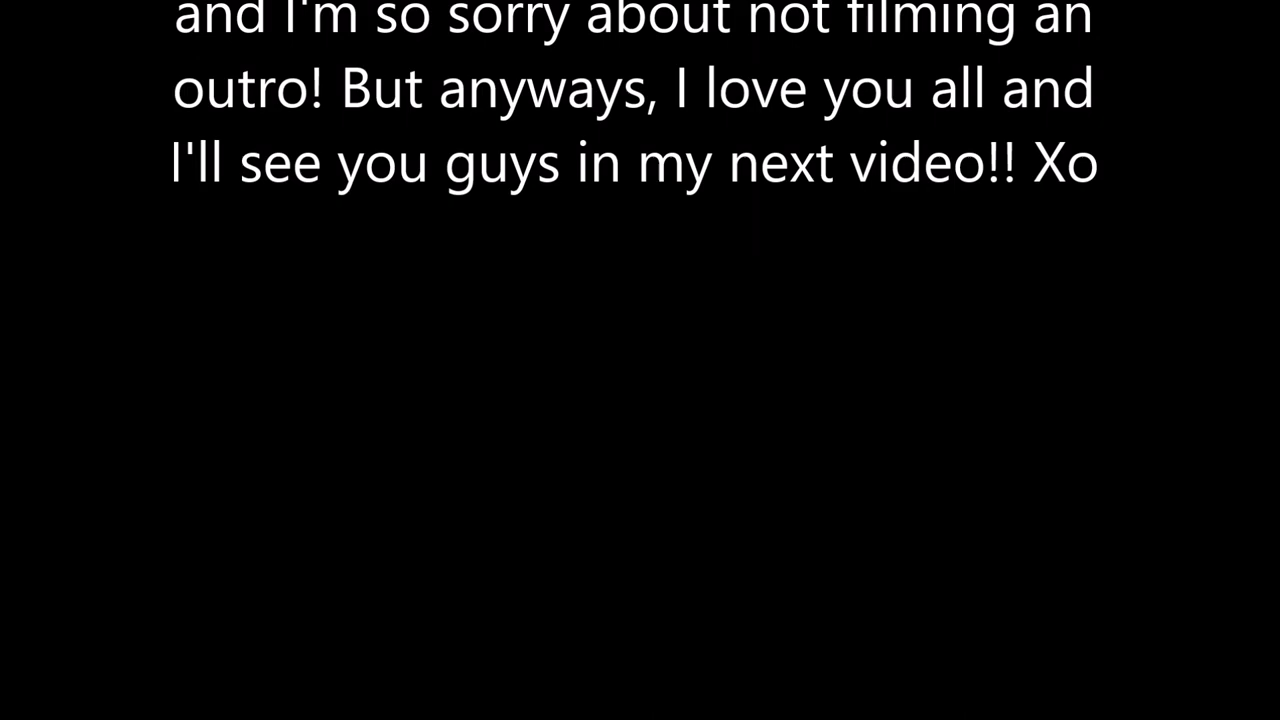 and I'm so sorry about not filming an
outro! But anyways, I love you all and
I'll see you guys in my next video!! Xo